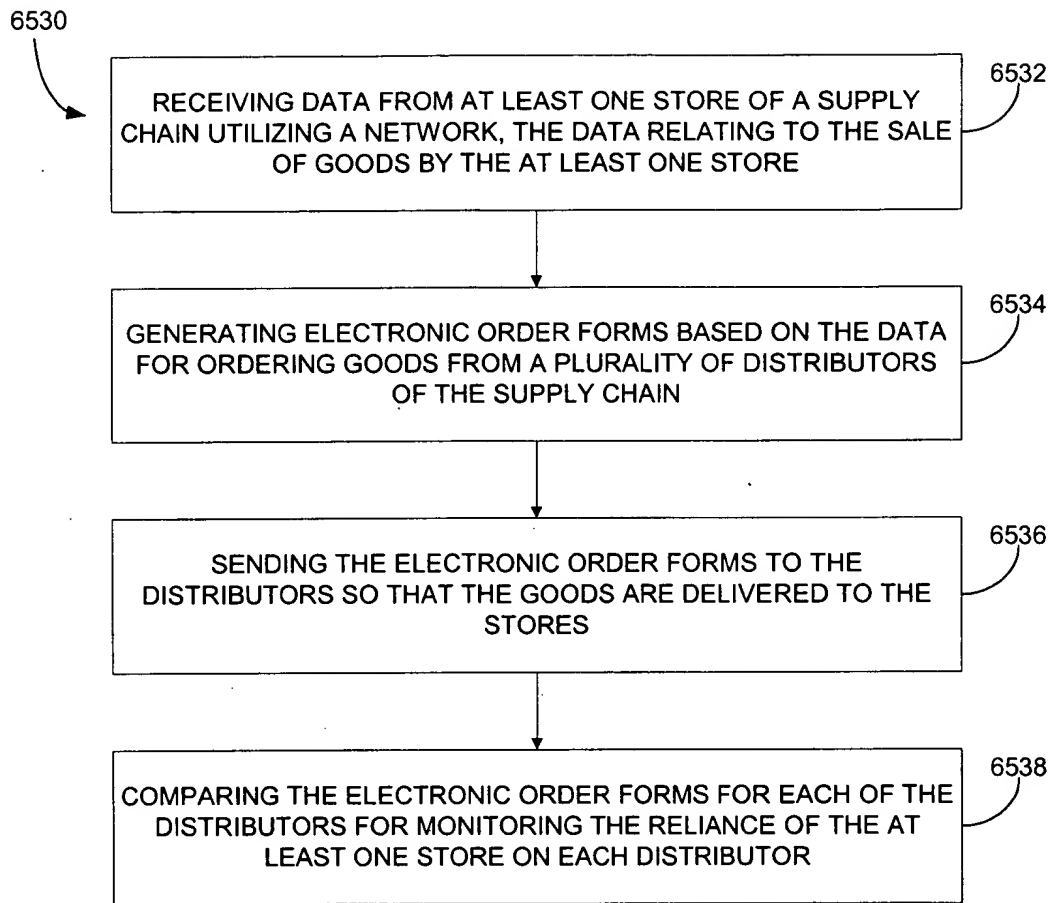 6530
6532
RECEIVING DATA FROM AT LEAST ONE STORE OF A SUPPLY
CHAIN UTILIZING A NETWORK, THE DATA RELATING TO THE SALE
OF GOODS BY THE AT LEAST ONE STORE
6534
GENERATING ELECTRONIC ORDER FORMS BASED ON THE DATA
FOR ORDERING GOODS FROM A PLURALITY OF DISTRIBUTORS
OF THE SUPPLY CHAIN
6536
SENDING THE ELECTRONIC ORDER FORMS TO THE
DISTRIBUTORS SO THAT THE GOODS ARE DELIVERED TO THE
STORES
6538
COMPARING THE ELECTRONIC ORDER FORMS FOR EACH OF THE
DISTRIBUTORS FOR MONITORING THE RELIANCE OF THE AT
LEAST ONE STORE ON EACH DISTRIBUTOR